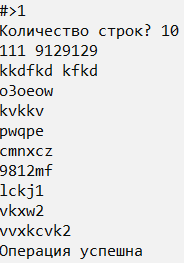 #>1
Количество строк? 10
111 9129129
kkdfkd kfkd
o3oeow
kvkkv
pwqpe
cmnxcz
9812mf
lckj1
vkxw2
vvxkcvk2
Операция успешна